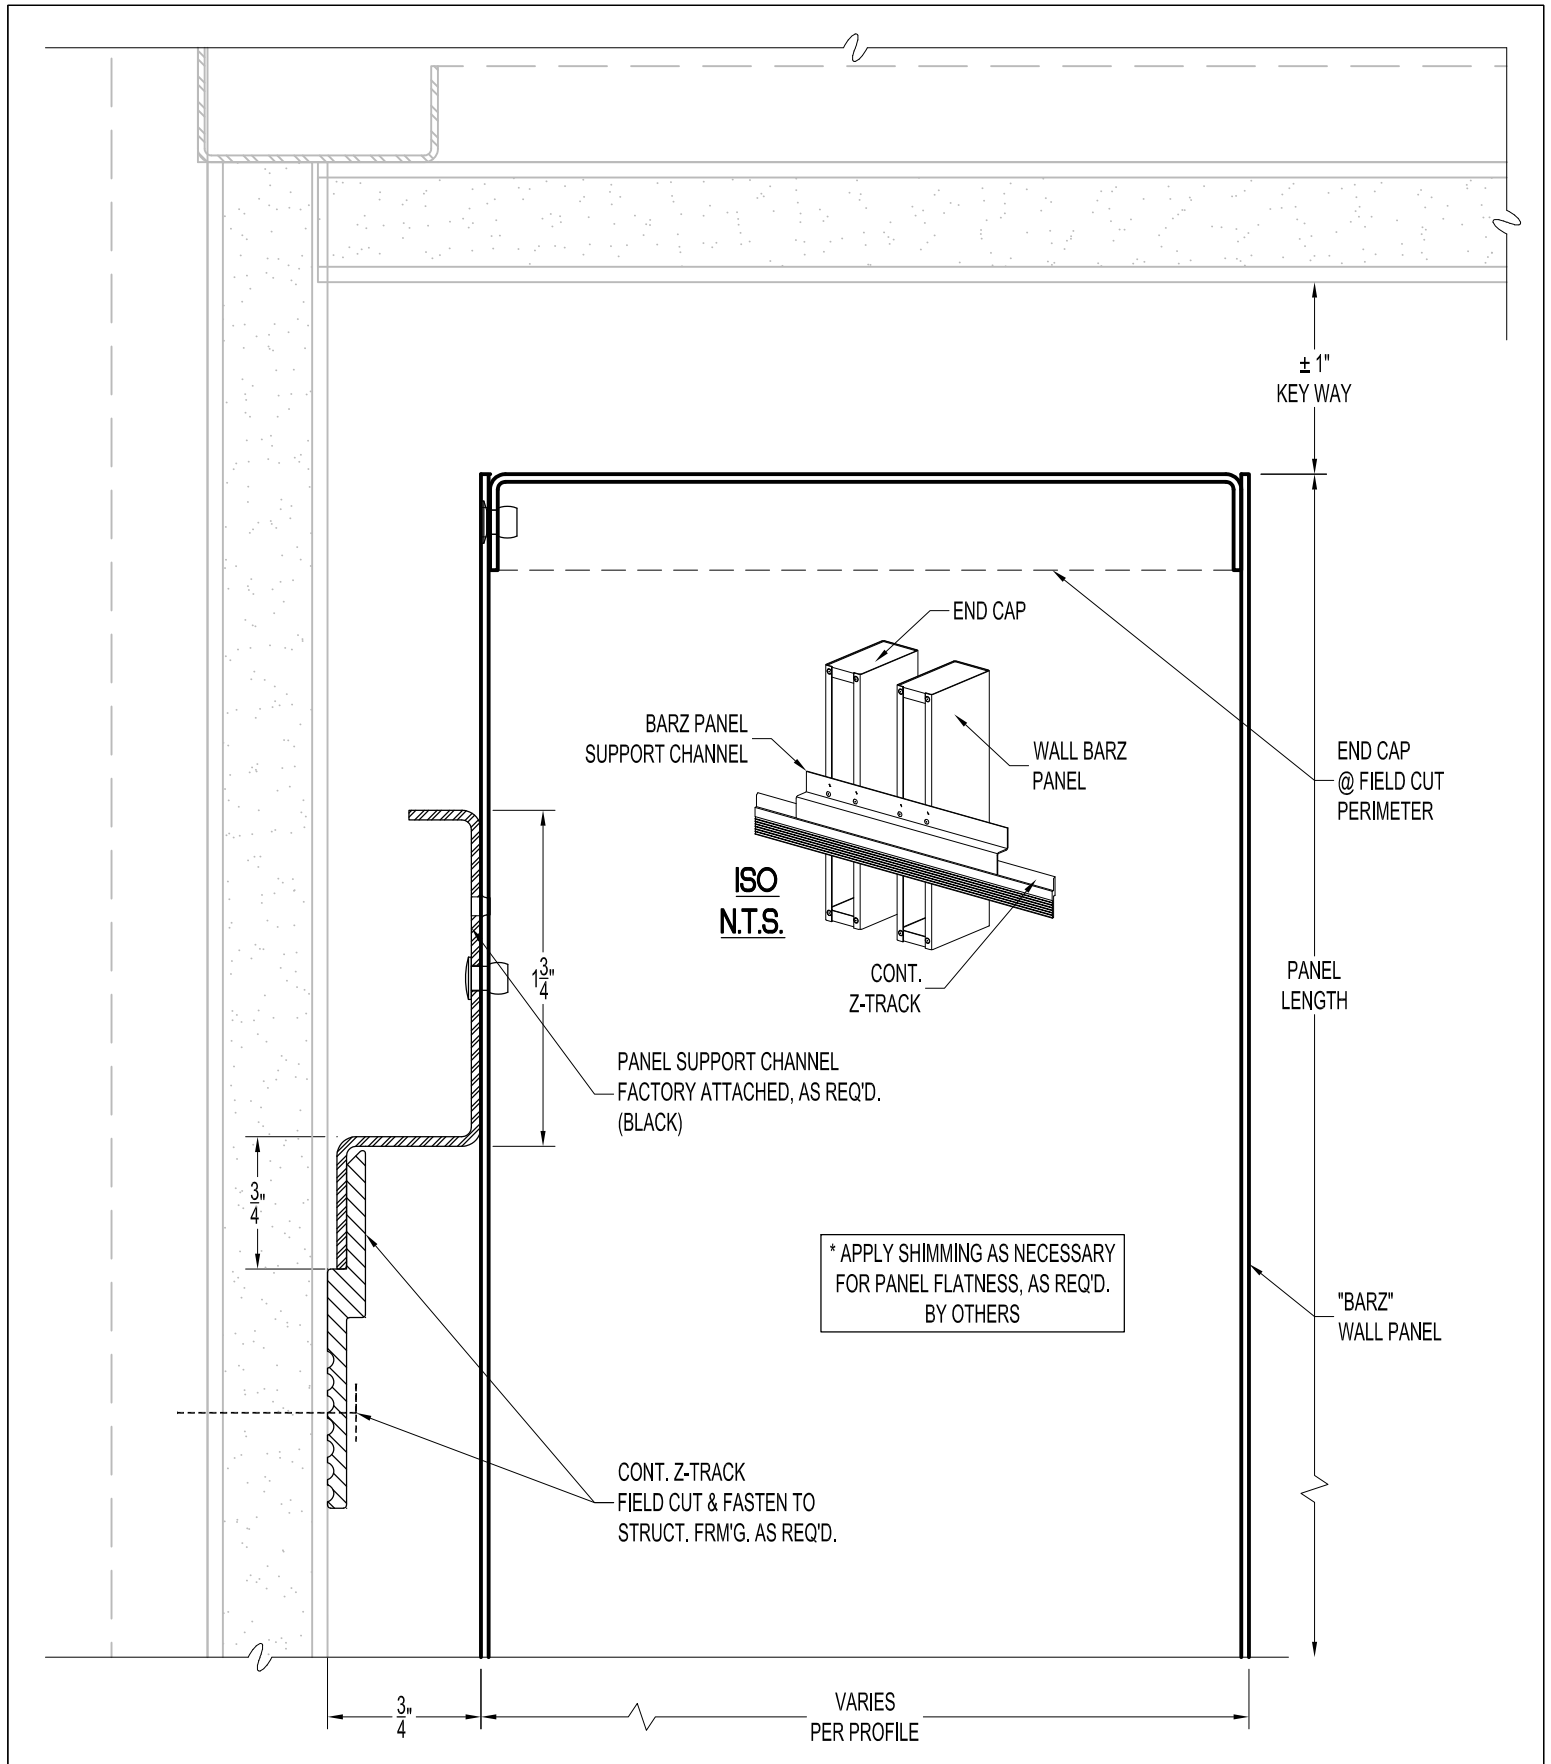 ± 1"
KEY WAY
END CAP
BARZ PANEL
SUPPORT CHANNEL
WALL BARZ
PANEL
END CAP
@ FIELD CUT
PERIMETER
ISO
N.T.S.
CONT.
Z-TRACK
1 3/4"
PANEL
LENGTH
PANEL SUPPORT CHANNEL
FACTORY ATTACHED, AS REQ'D.
(BLACK)
3/4"
* APPLY SHIMMING AS NECESSARY
FOR PANEL FLATNESS, AS REQ'D.
BY OTHERS
"BARZ"
WALL PANEL
CONT. Z-TRACK
FIELD CUT & FASTEN TO
STRUCT. FRM'G. AS REQ'D.
3/4"
VARIES
PER PROFILE